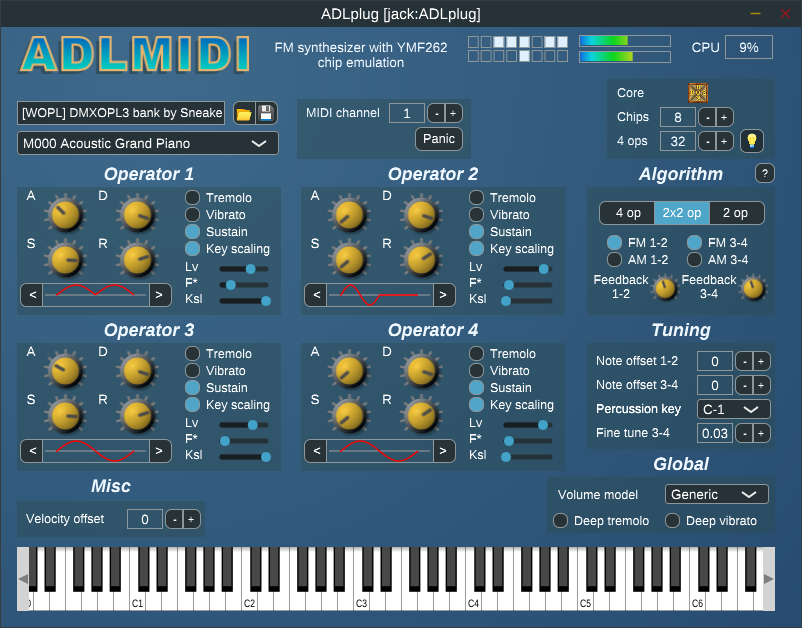 ADLplug [jack:ADLplug]
ADLMIDI
FM synthesizer with YMF262
chip emulation
CPU 9%
[WOPL] DMXOPL3 bank by Sneake
M000 Acoustic Grand Piano
MIDI channel 1 - +
Panic
Core
Chips 8 - +
4 ops 32 - +
Operator 1
A D
S R
Tremolo
Vibrato
Sustain
Key scaling
Lv
F*
Ksl
< >
Operator 2
A D
S R
Tremolo
Vibrato
Sustain
Key scaling
Lv
F*
Ksl
< >
Algorithm ?
4 op 2x2 op 2 op
FM 1-2 FM 3-4
AM 1-2 AM 3-4
Feedback Feedback
1-2 3-4
Operator 3
A D
S R
Tremolo
Vibrato
Sustain
Key scaling
Lv
F*
Ksl
< >
Operator 4
A D
S R
Tremolo
Vibrato
Sustain
Key scaling
Lv
F*
Ksl
< >
Tuning
Note offset 1-2 0 - +
Note offset 3-4 0 - +
Percussion key C-1
Fine tune 3-4 0.03 - +
Misc
Velocity offset 0 - +
Global
Volume model Generic
Deep tremolo Deep vibrato
C1 C2 C3 C4 C5 C6